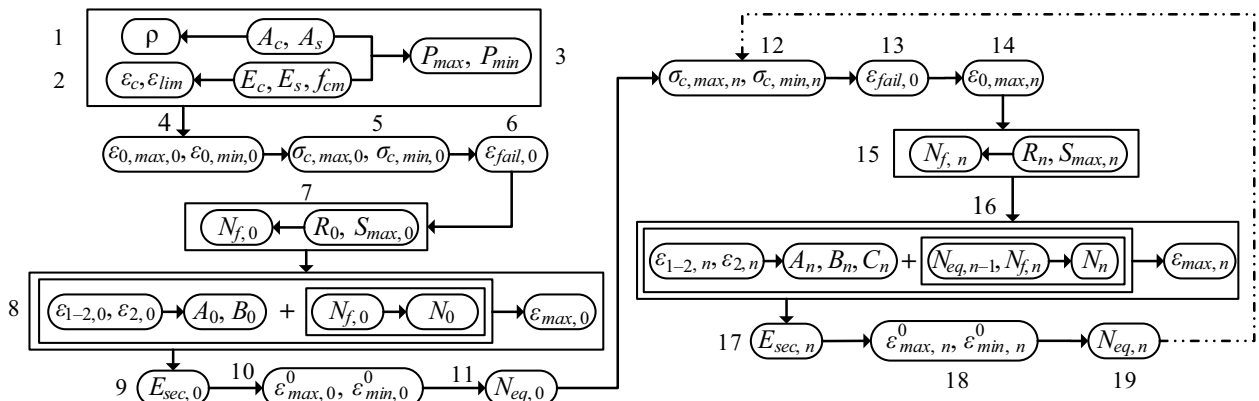 1 ρ A_c, A_s
P_max, P_min 3
2 ε_c, ε_lim E_c, E_s, f_cm
4 5 6
ε_0,max,0, ε_0,min,0 σ_c,max,0, σ_c,min,0 ε_fail,0
7
N_f,0 R_0, S_max,0
8 ε_1−2,0, ε_2,0 A_0, B_0 + N_f,0 N_0 ε_max,0
9 E_sec,0 10 ε^0_max,0, ε^0_min,0 11 N_eq,0
12 13 14
σ_c,max,n, σ_c,min,n ε_fail,0 ε_0,max,n
15 N_f,n R_n, S_max,n
16
ε_1−2,n, ε_2,n A_n, B_n, C_n + N_eq,n−1, N_f,n N_n ε_max,n
17 E_sec,n ε^0_max,n, ε^0_min,n N_eq,n
18 19